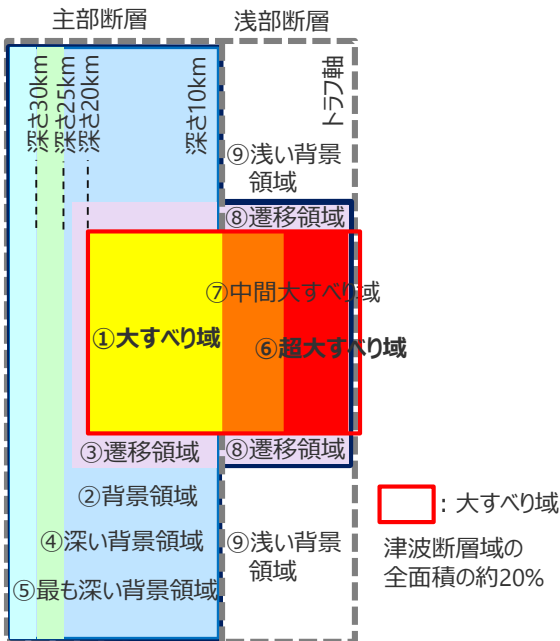 主部断層
浅部断層
深さ30km
深さ25km
深さ20km
深さ10km
トラフ軸
⑨浅い背景
領域
⑧遷移領域
⑦中間大すべり域
①大すべり域
⑥超大すべり域
③遷移領域
⑧遷移領域
②背景領域
④深い背景領域
⑨浅い背景
領域
⑤最も深い背景領域
：大すべり域
津波断層域の
全面積の約20%